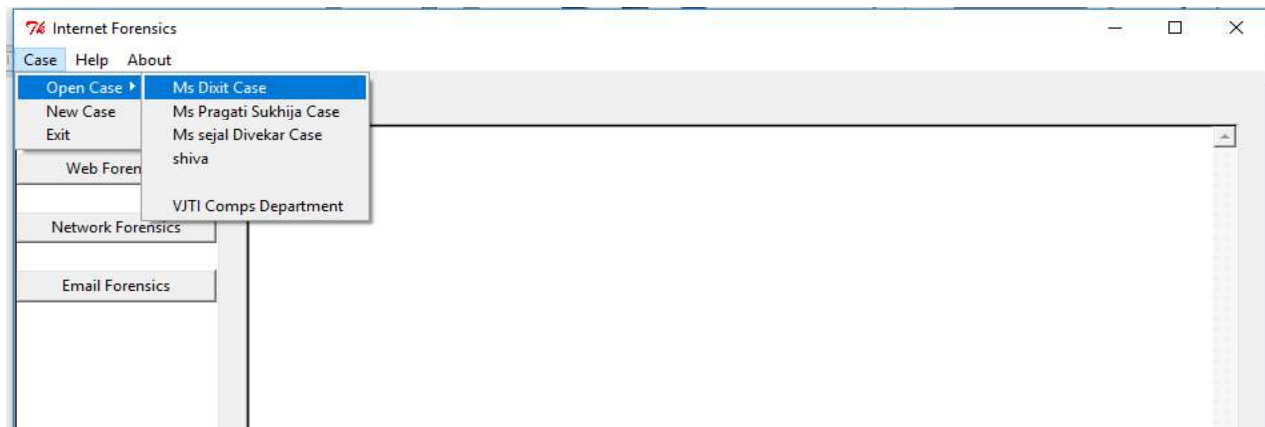 Internet Forensics
Case Help About
Open Case Ms Dixit Case
New Case Ms Pragati Sukhija Case
Exit Ms sejal Divekar Case
Web Foren shiva
VJTI Comps Department
Network Forensics
Email Forensics